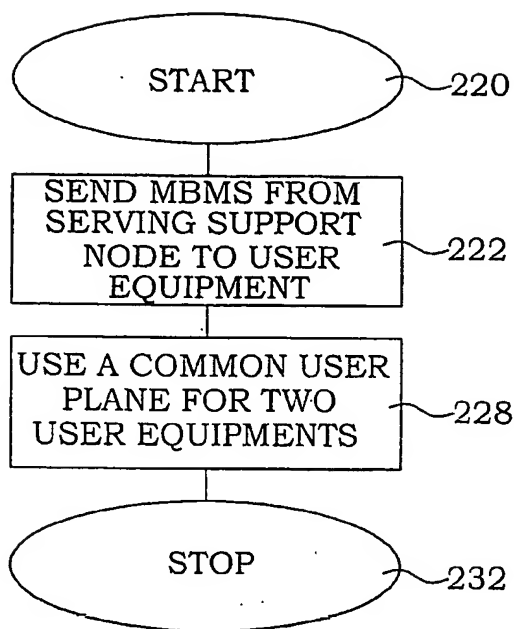 START
220
SEND MBMS FROM
SERVING SUPPORT
NODE TO USER
EQUIPMENT
222
USE A COMMON USER
PLANE FOR TWO
USER EQUIPMENTS
228
STOP
232